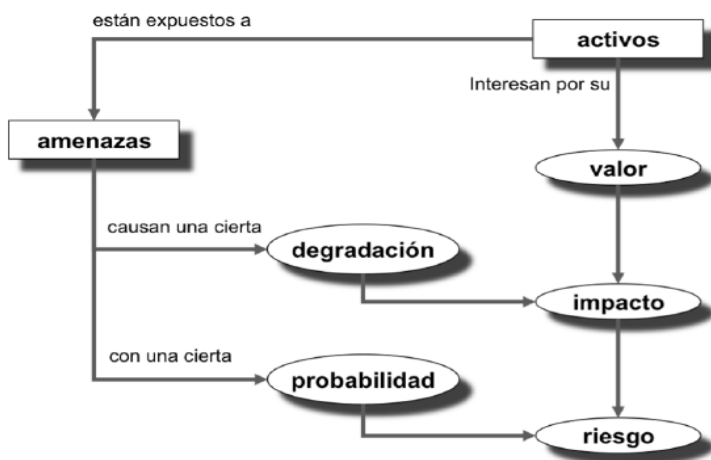 están expuestos a
activos
Interesan por su
amenazas
valor
causan una cierta
degradación
impacto
con una cierta
probabilidad
riesgo